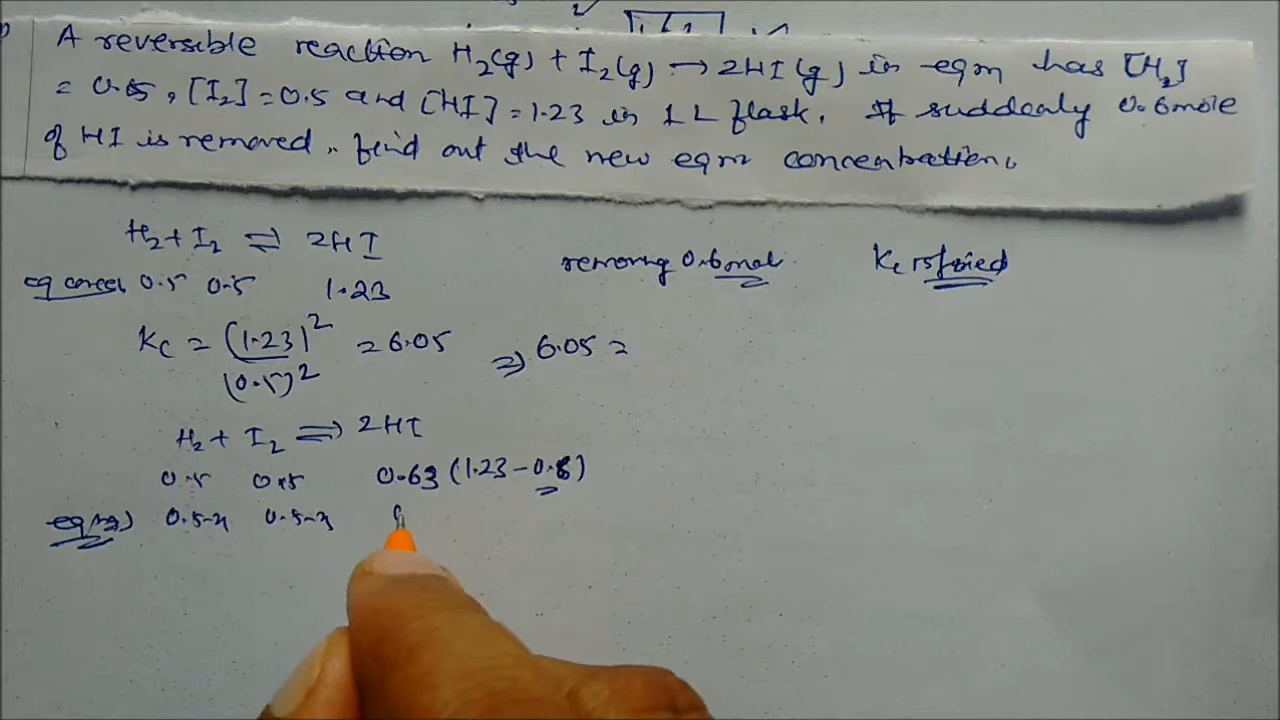 A reversible reaction H₂(g) + I₂(g) → 2HI(g) in eqm has [H₂]
= 0.5, [I₂] = 0.5 and [HI] = 1.23 in 1 L flask. If suddenly 0.6 mole
of HI is removed, find out the new eqm concentration.
H₂ + I₂ ⇌ 2HI
removing 0.6 mol.
Kc is fixed
eq concen 0.5 0.5 1.23
Kc = (1.23)² / (0.5)² = 6.05
⇒ 6.05 =
H₂ + I₂ ⇌ 2HI
0.5 0.5 0.63 (1.23 - 0.6)
0.5-x 0.5-x